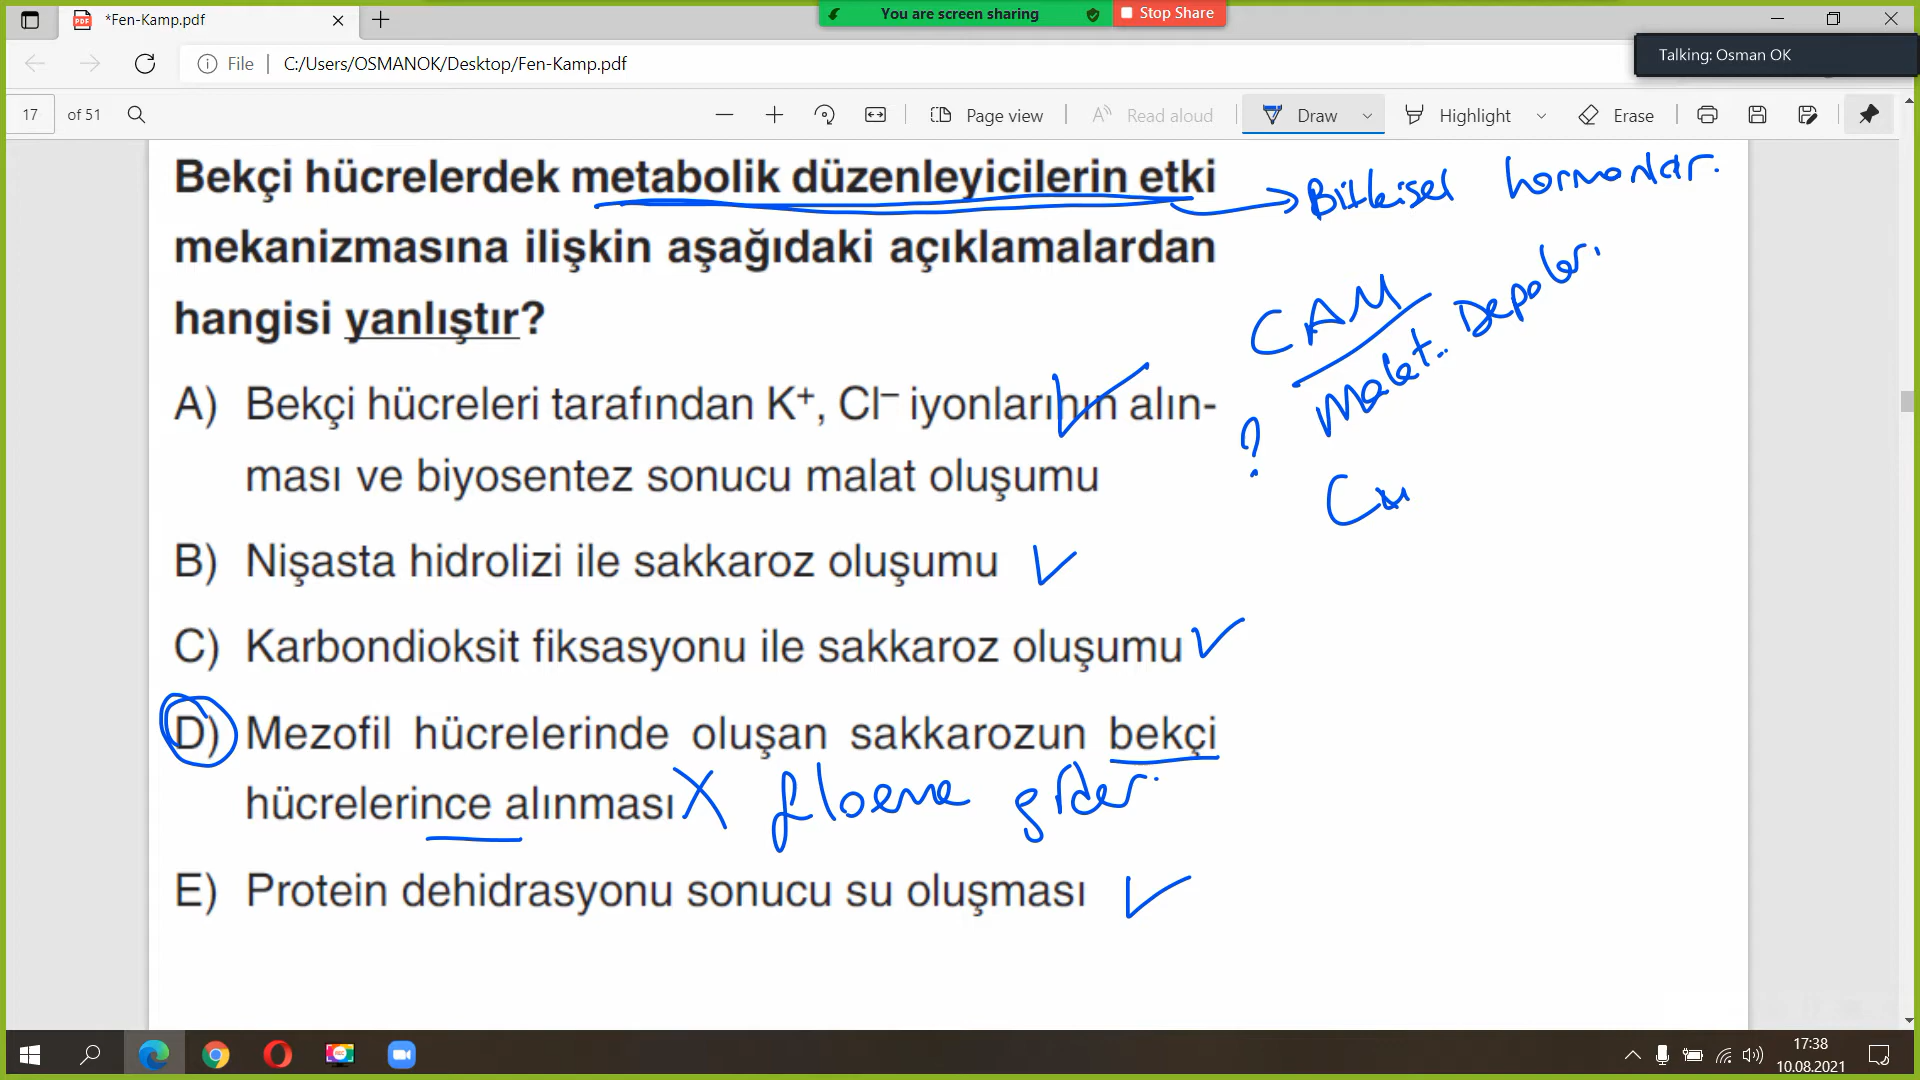 *Fen-Kamp.pdf
You are screen sharing
Stop Share
File
C:/Users/OSMANOK/Desktop/Fen-Kamp.pdf
Talking: Osman OK
17 of 51
Page view
Read aloud
Draw
Highlight
Erase
Bekçi hücrelerdek metabolik düzenleyicilerin etki
Bitkisel hormonlar.
mekanizmasına ilişkin aşağıdaki açıklamalardan
hangisi yanlıştır?
CAM
Malat.. Depolar.
A) Bekçi hücreleri tarafından K⁺, Cl⁻ iyonlarının alın-
?
ması ve biyosentez sonucu malat oluşumu
B) Nişasta hidrolizi ile sakkaroz oluşumu
C) Karbondioksit fiksasyonu ile sakkaroz oluşumu
D) Mezofil hücrelerinde oluşan sakkarozun bekçi
hücrelerince alınması X floeme gider.
E) Protein dehidrasyonu sonucu su oluşması
17:38
10.08.2021